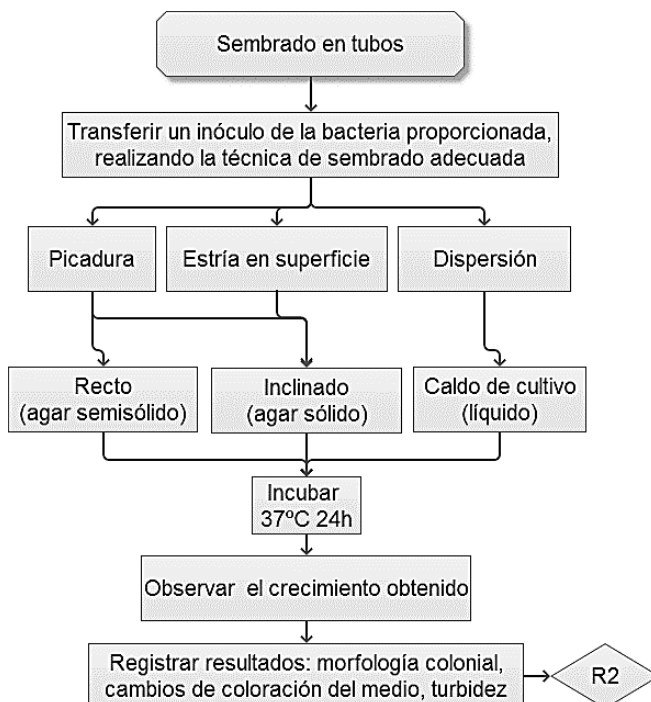 Sembrado en tubos
Transferir un inóculo de la bacteria proporcionada,
realizando la técnica de sembrado adecuada
Picadura
Estría en superficie
Dispersión
Recto
(agar semisólido)
Inclinado
(agar sólido)
Caldo de cultivo
(líquido)
Incubar
37ºC 24h
Observar el crecimiento obtenido
Registrar resultados: morfología colonial,
cambios de coloración del medio, turbidez
R2